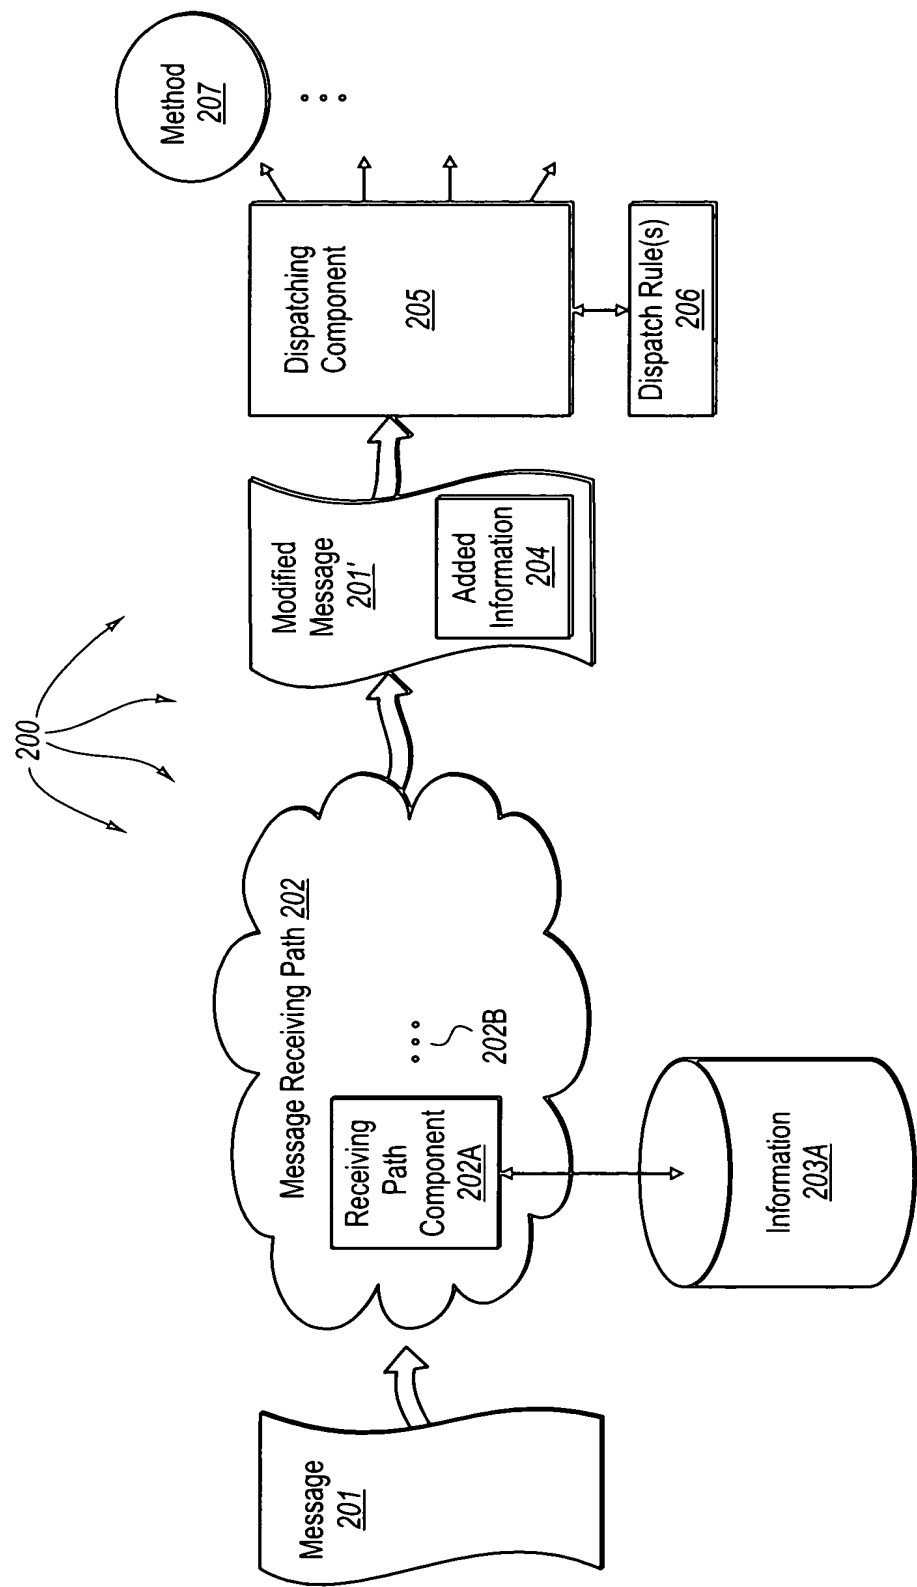 200
Message
201
Message Receiving Path 202
Receiving
Path
Component
202A
202B
Information
203A
Modified
Message
201'
Added
Information
204
Dispatching
Component
205
Dispatch Rule(s)
206
Method
207